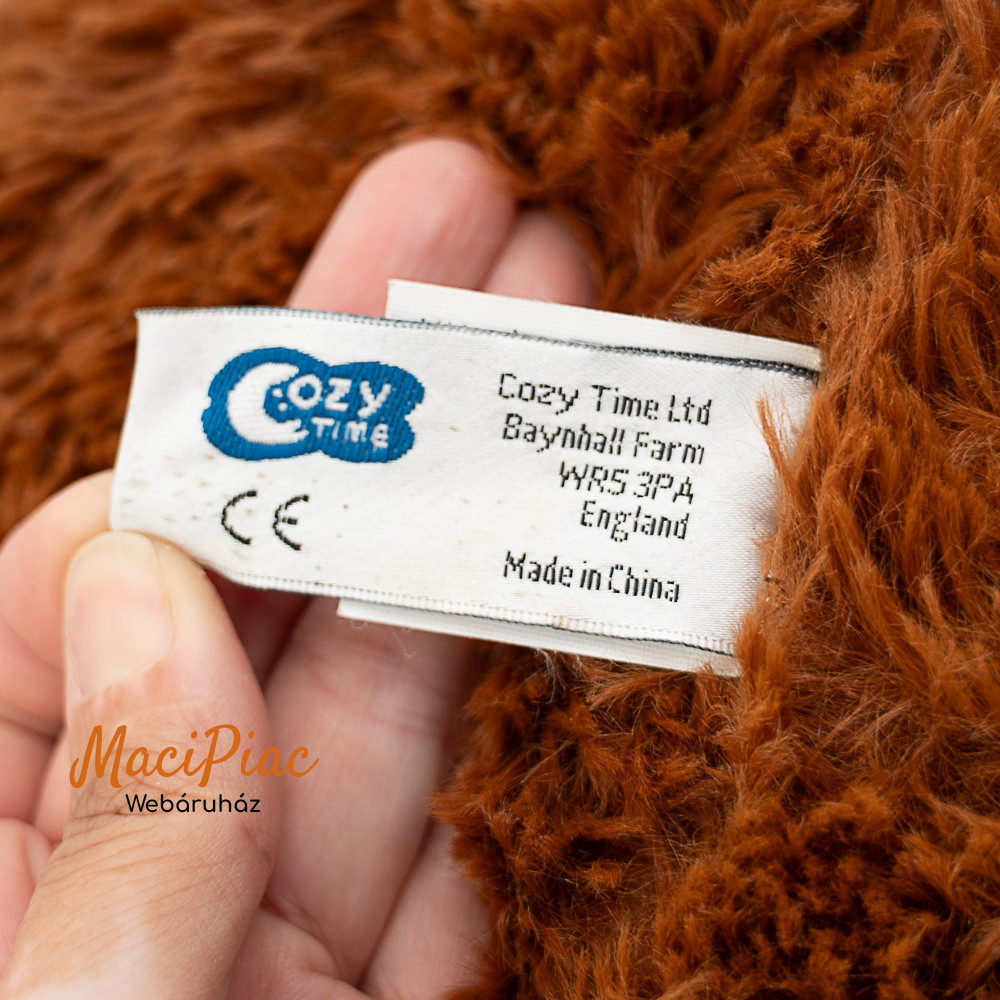 COZY
TIME
CE
Cozy Time Ltd
Baynhall Farm
WR5 3PA
England
Made in China
MaciPiac
Webáruház